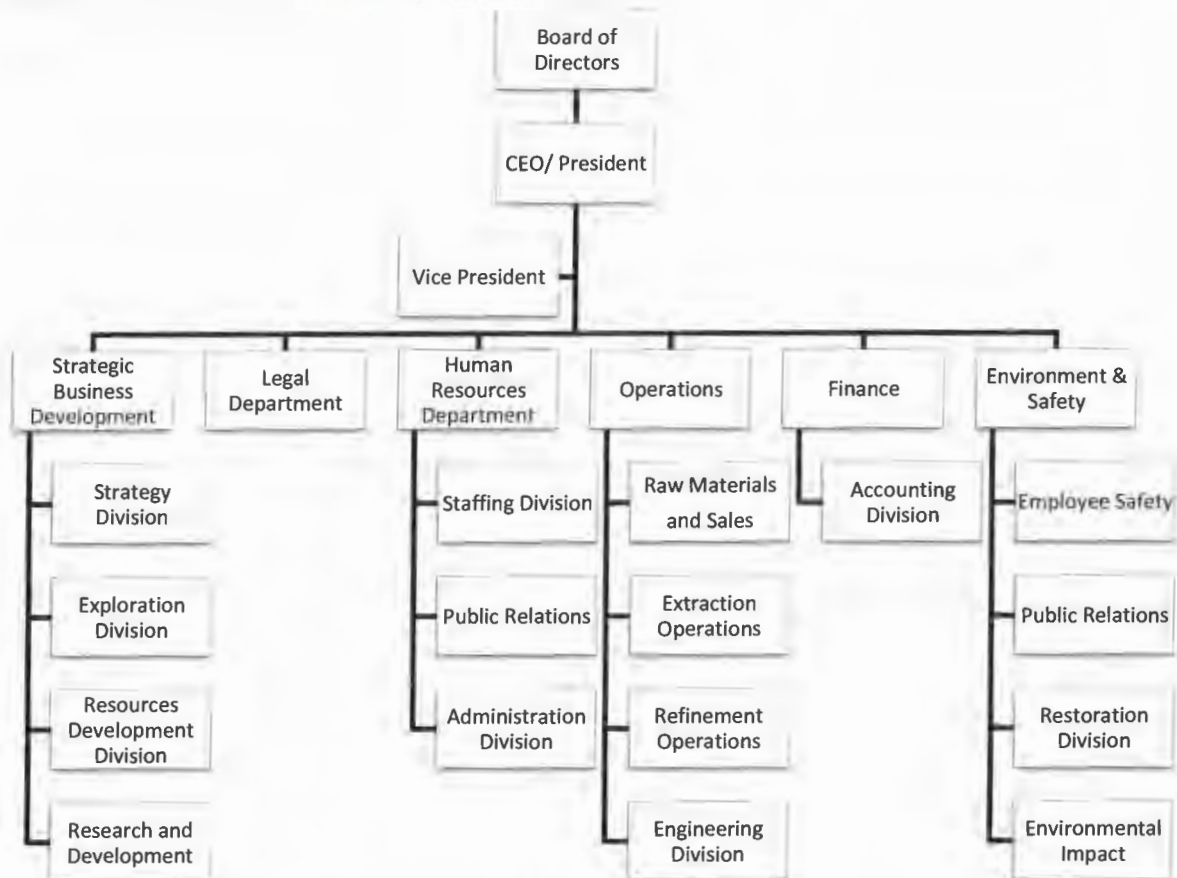 Board of
Directors
CEO/ President
Vice President
Strategic
Business
Development
Legal
Department
Human
Resources
Department
Operations
Finance
Environment &
Safety
Strategy
Division
Exploration
Division
Resources
Development
Division
Research and
Development
Staffing Division
Public Relations
Administration
Division
Raw Materials
and Sales
Extraction
Operations
Refinement
Operations
Engineering
Division
Accounting
Division
Employee Safety
Public Relations
Restoration
Division
Environmental
Impact